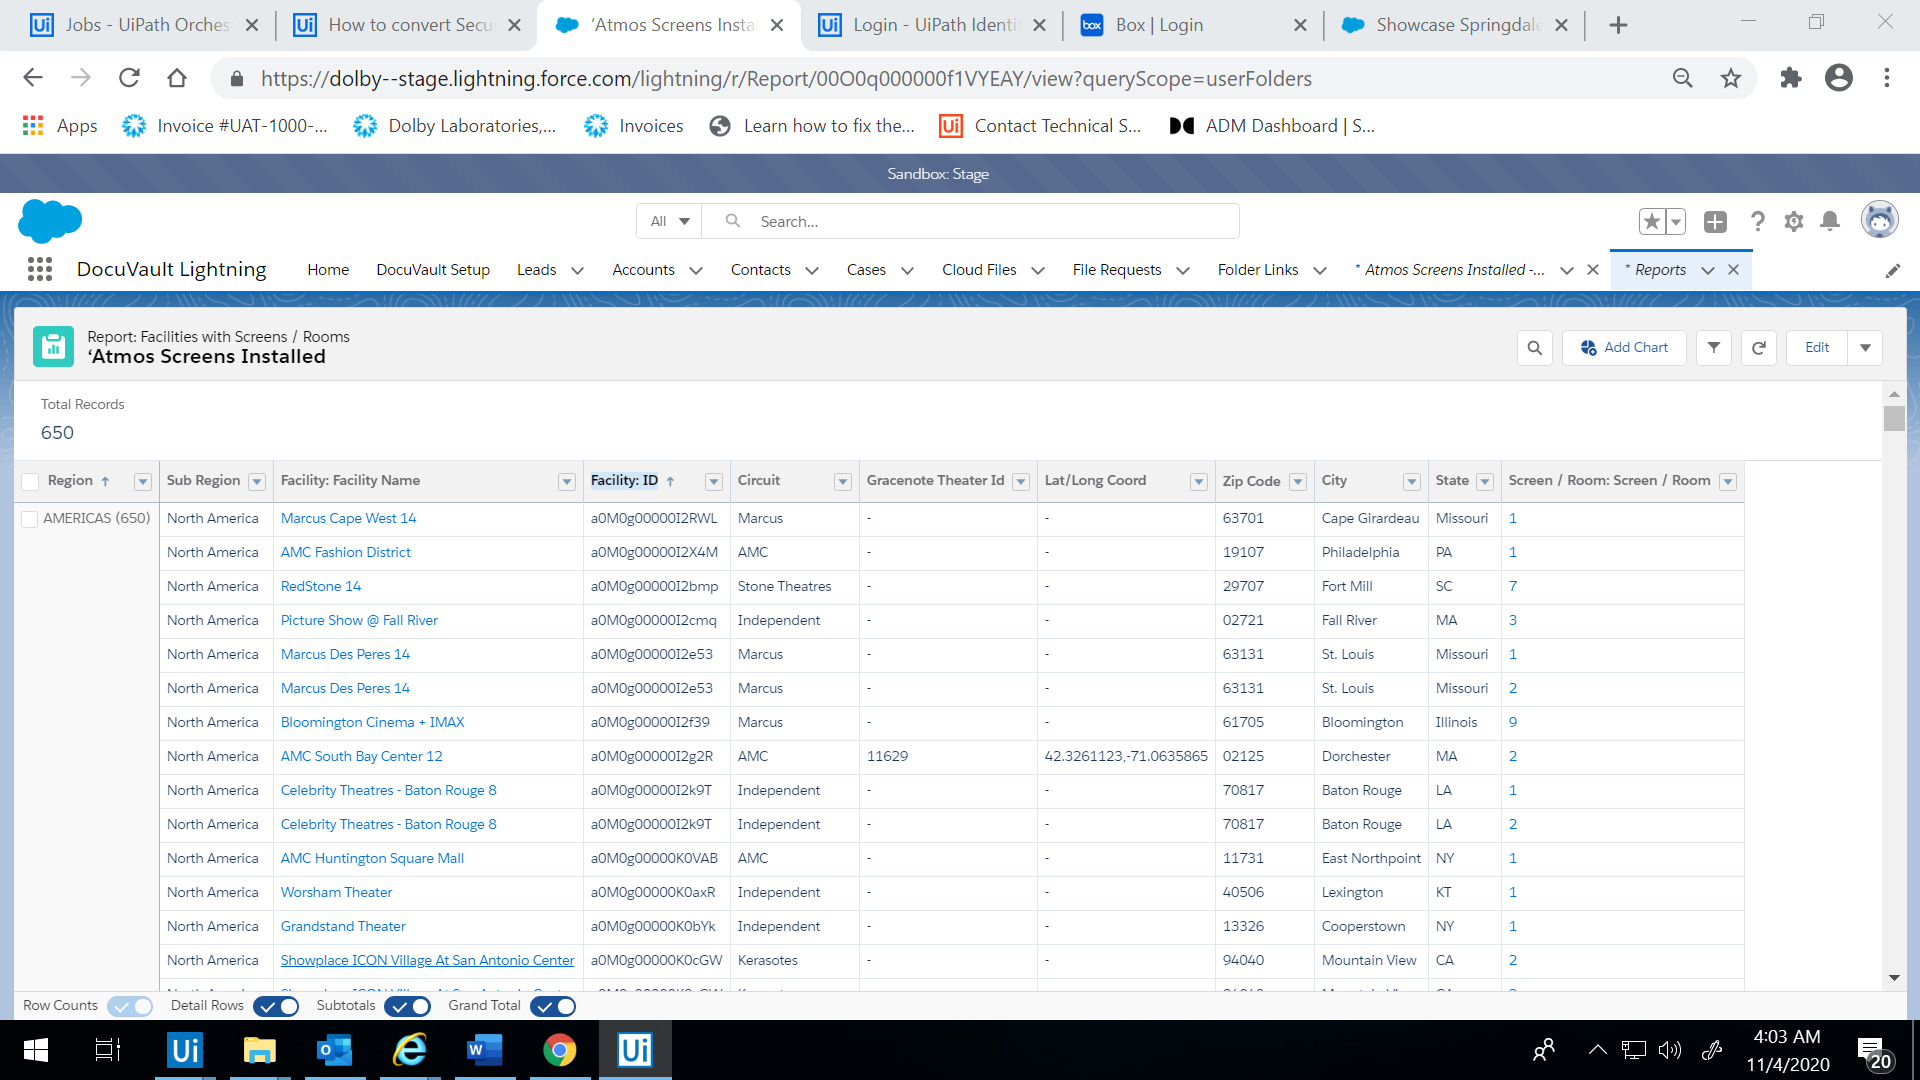 Jobs - UiPath Orches
How to convert Secu
‘Atmos Screens Insta
Login - UiPath Identi
Box | Login
Showcase Springdale
https://dolby--stage.lightning.force.com/lightning/r/Report/00O0q000000f1VYEAY/view?queryScope=userFolders
Apps
Invoice #UAT-1000-...
Dolby Laboratories,...
Invoices
Learn how to fix the...
Contact Technical S...
ADM Dashboard | S...
Sandbox: Stage
All
Search...
DocuVault Lightning
Home
DocuVault Setup
Leads
Accounts
Contacts
Cases
Cloud Files
File Requests
Folder Links
* Atmos Screens Installed -...
* Reports
Report: Facilities with Screens / Rooms
‘Atmos Screens Installed
Add Chart
Edit
Total Records
650
Region Sub Region Facility: Facility Name Facility: ID Circuit Gracenote Theater Id Lat/Long Coord Zip Code City State Screen / Room: Screen / Room
AMERICAS (650) North America Marcus Cape West 14 a0M0g00000I2RWL Marcus - - 63701 Cape Girardeau Missouri 1
North America AMC Fashion District a0M0g00000I2X4M AMC - - 19107 Philadelphia PA 1
North America RedStone 14 a0M0g00000I2bmp Stone Theatres - - 29707 Fort Mill SC 7
North America Picture Show @ Fall River a0M0g00000I2cmq Independent - - 02721 Fall River MA 3
North America Marcus Des Peres 14 a0M0g00000I2e53 Marcus - - 63131 St. Louis Missouri 1
North America Marcus Des Peres 14 a0M0g00000I2e53 Marcus - - 63131 St. Louis Missouri 2
North America Bloomington Cinema + IMAX a0M0g00000I2f39 Marcus - - 61705 Bloomington Illinois 9
North America AMC South Bay Center 12 a0M0g00000I2g2R AMC 11629 42.3261123,-71.0635865 02125 Dorchester MA 2
North America Celebrity Theatres - Baton Rouge 8 a0M0g00000I2k9T Independent - - 70817 Baton Rouge LA 1
North America Celebrity Theatres - Baton Rouge 8 a0M0g00000I2k9T Independent - - 70817 Baton Rouge LA 2
North America AMC Huntington Square Mall a0M0g00000K0VAB AMC - - 11731 East Northpoint NY 1
North America Worsham Theater a0M0g00000K0axR Independent - - 40506 Lexington KT 1
North America Grandstand Theater a0M0g00000K0bYk Independent - - 13326 Cooperstown NY 1
North America Showplace ICON Village At San Antonio Center a0M0g00000K0cGW Kerasotes - - 94040 Mountain View CA 2
Row Counts
Detail Rows
Subtotals
Grand Total
4:03 AM
11/4/2020
20